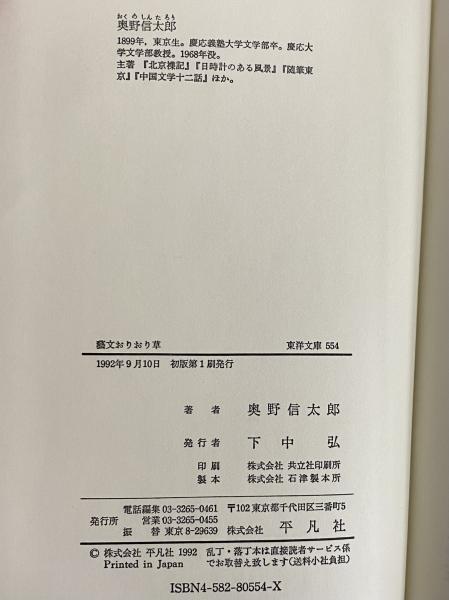 おくのしんたろう
奥野信太郎
1899年，東京生。慶応義塾大学文学部卒。慶応大
学文学部教授。1968年没。
主著『北京襍記』『日時計のある風景』『随筆東
京』『中国文学十二話』ほか。
藝文おりおり草 東洋文庫 554
1992年9月10日 初版第1刷発行
著者 奥野信太郎
発行者 下中弘
印刷 株式会社 共立社印刷所
製本 株式会社 石津製本所
電話編集 03-3265-0461 〒102 東京都千代田区三番町5
発行所 営業 03-3265-0455 株式会社 平凡社
振替 東京 8-29639
© 株式会社 平凡社 1992 乱丁・落丁本は直接読者サービス係
Printed in Japan でお取替え致します(送料小社負担)
ISBN4-582-80554-X